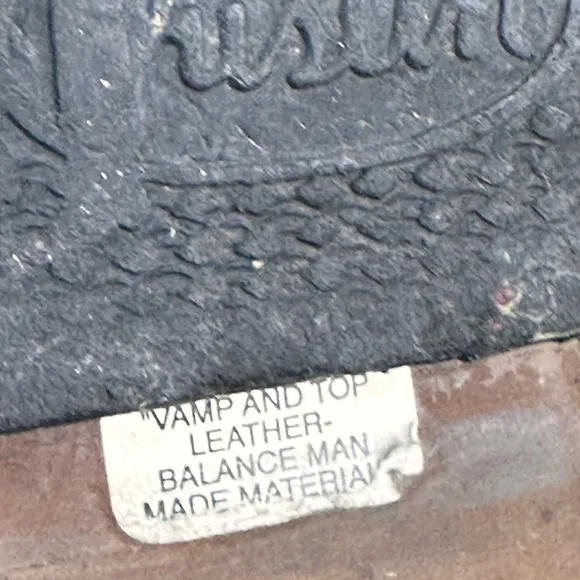 "VAMP AND TOP
LEATHER-
BALANCE MAN
MADE MATERIAL